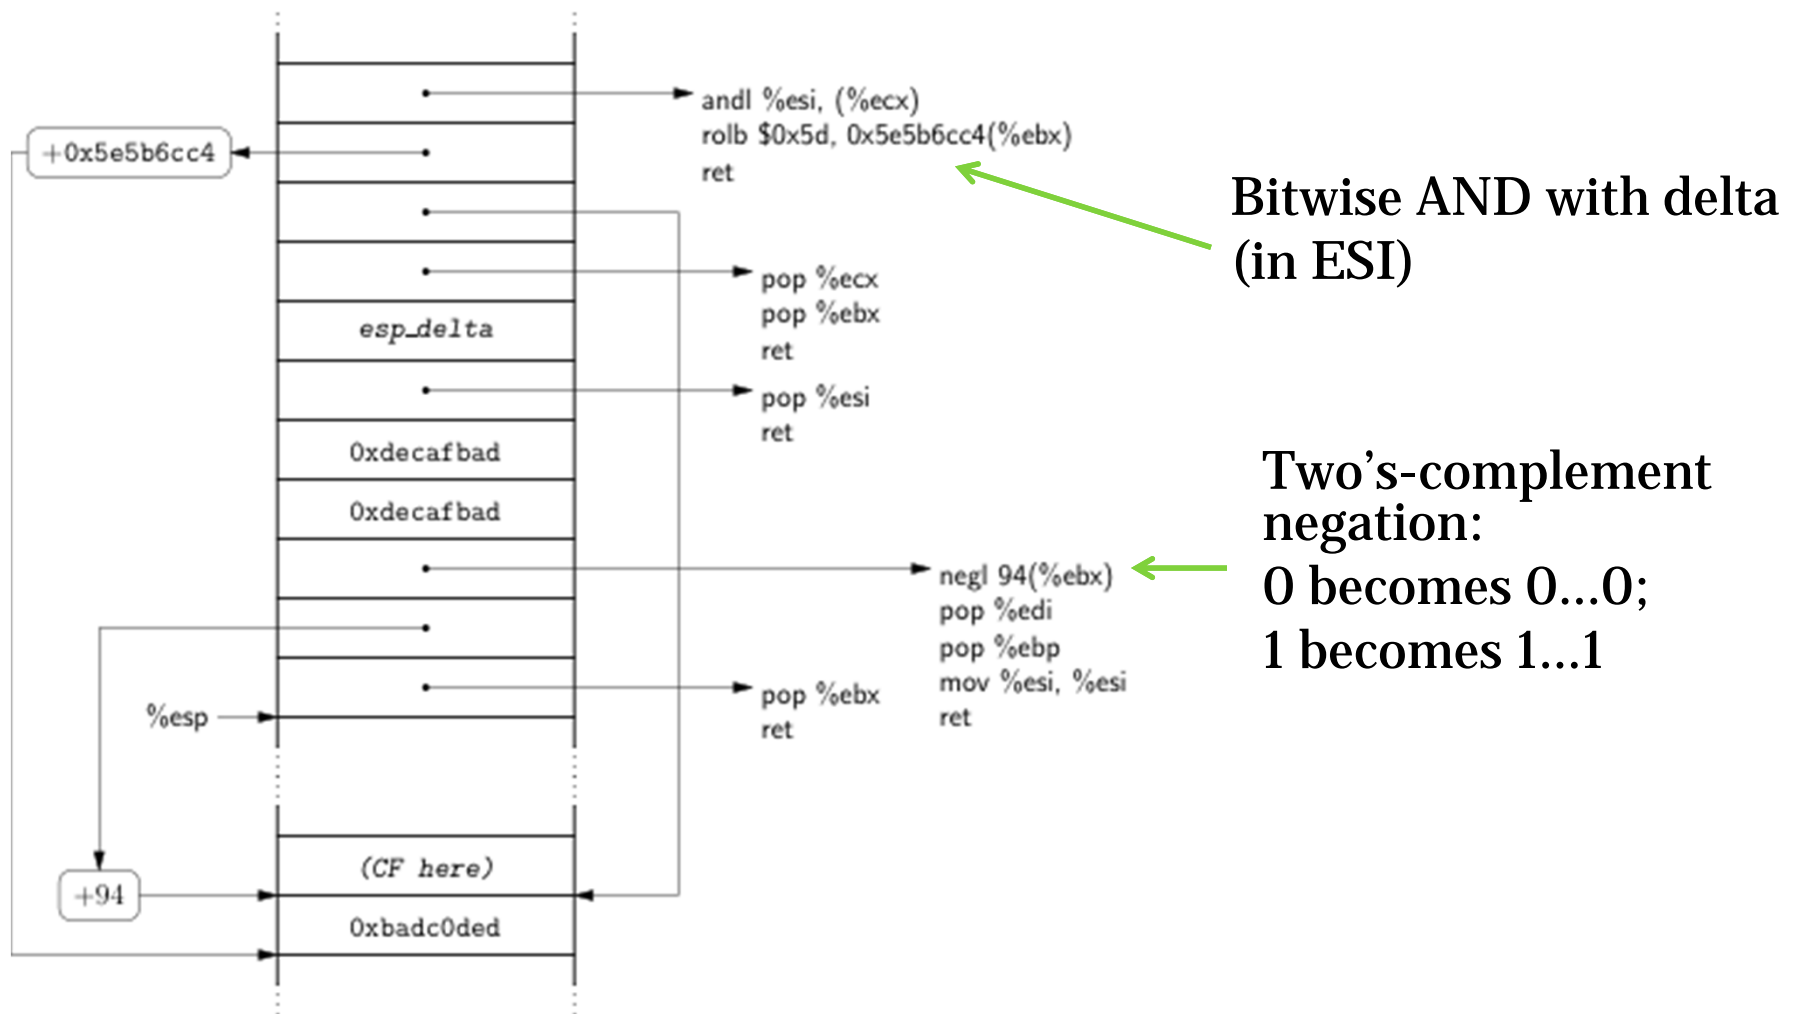 andl %esi, (%ecx)
rolb $0x5d, 0x5e5b6cc4(%ebx)
ret
+0x5e5b6cc4
Bitwise AND with delta
(in ESI)
pop %ecx
pop %ebx
ret
esp_delta
pop %esi
ret
0xdecafbad
0xdecafbad
Two’s-complement
negation:
0 becomes 0…0;
1 becomes 1…1
negl 94(%ebx)
pop %edi
pop %ebp
mov %esi, %esi
ret
pop %ebx
ret
%esp
(CF here)
+94
0xbadc0ded